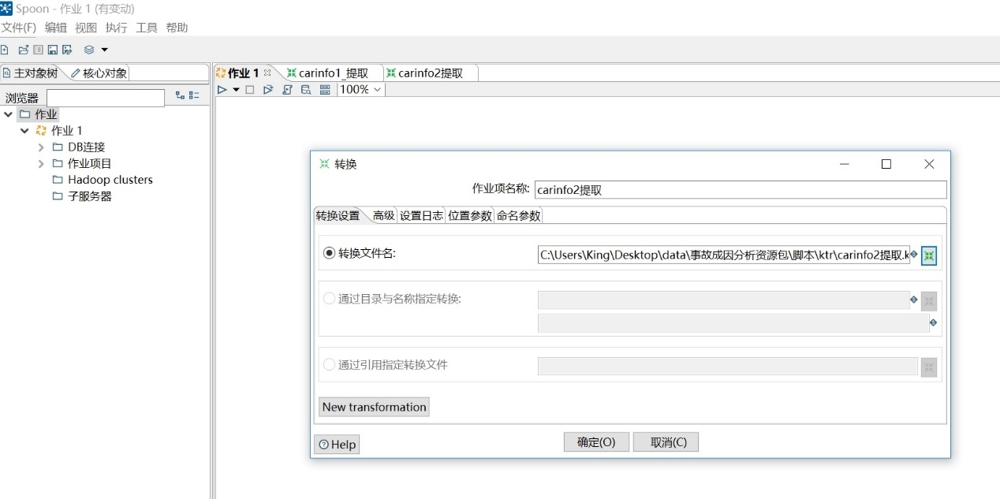 Spoon - 作业 1 (有变动)
文件(F) 编辑 视图 执行 工具 帮助
主对象树 核心对象
作业 1 carinfo1_提取 carinfo2提取
100%
浏览器
作业
作业 1
DB连接
作业项目
Hadoop clusters
子服务器
转换
作业项名称: carinfo2提取
转换设置 高级 设置日志 位置参数 命名参数
转换文件名: C:\Users\King\Desktop\data\事故成因分析资源包\脚本\ktr\carinfo2提取.k
通过目录与名称指定转换:
通过引用指定转换文件
New transformation
Help 确定(O) 取消(C)